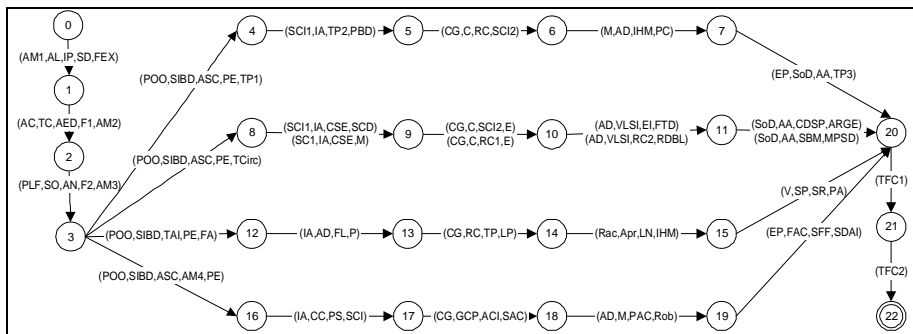 0
(AM1,AL,IP,SD,FEX)
1
(AC,TC,AED,F1,AM2)
2
(PLF,SO,AN,F2,AM3)
3
(POO,SIBD,ASC,PE,TP1)
4
(SCI1,IA,TP2,PBD)
5
(CG,C,RC,SCI2)
6
(M,AD,IHM,PC)
7
(EP,SoD,AA,TP3)
(POO,SIBD,ASC,PE,TCirc)
8
(SCI1,IA,CSE,SCD)
(SC1,IA,CSE,M)
9
(CG,C,SCI2,E)
(CG,C,RC1,E)
10
(AD,VLSI,EI,FTD)
(AD,VLSI,RC2,RDBL)
11
(SoD,AA,CDSP,ARGE)
(SoD,AA,SBM,MPSD)
20
(POO,SIBD,TAI,PE,FA)
12
(IA,AD,FL,P)
13
(CG,RC,TP,LP)
14
(Rac,Apr,LN,IHM)
15
(V,SP,SR,PA)
(TFC1)
21
(POO,SIBD,ASC,AM4,PE)
16
(IA,CC,PS,SCI)
17
(CG,GCP,ACI,SAC)
18
(AD,M,PAC,Rob)
19
(EP,FAC,SFF,SDAI)
(TFC2)
22